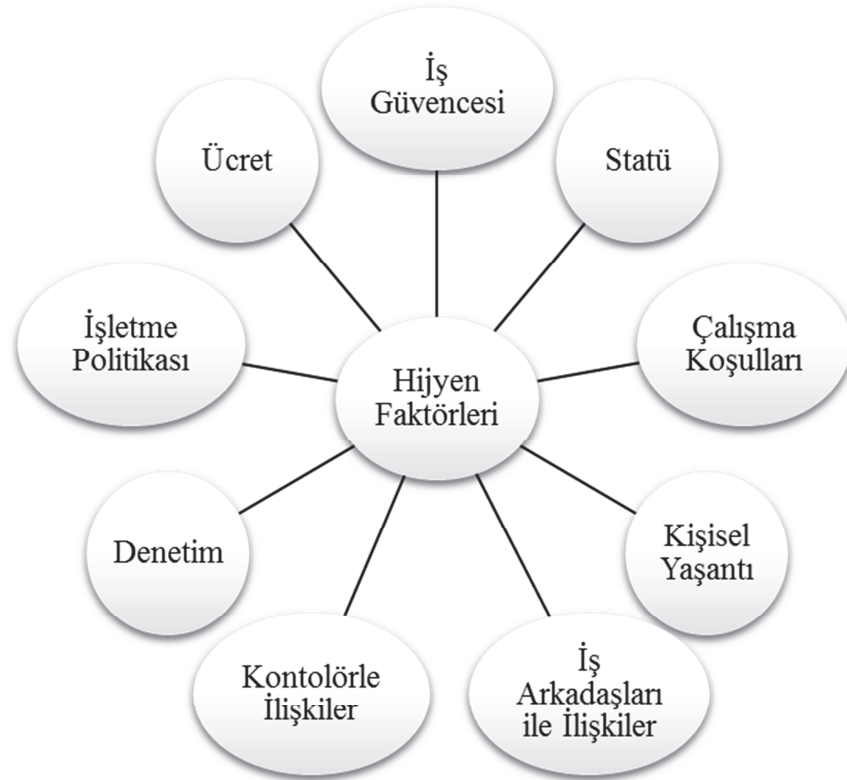 İş
Güvencesi
Ücret
Statü
İşletme
Politikası
Çalışma
Koşulları
Hijyen
Faktörleri
Denetim
Kişisel
Yaşantı
Kontolörle
İlişkiler
İş
Arkadaşları
ile İlişkiler